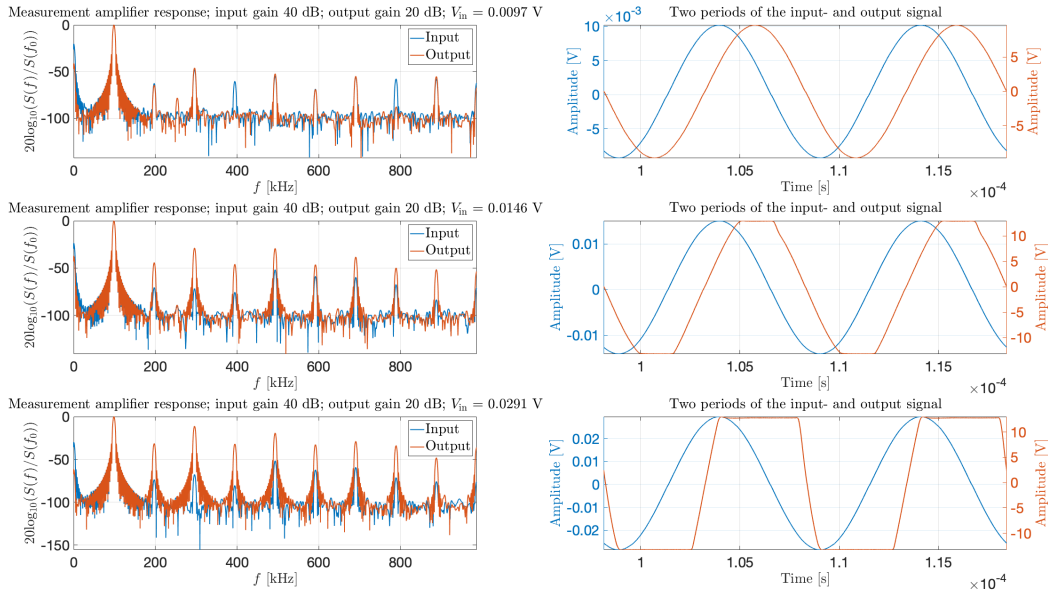 Measurement amplifier response; input gain 40 dB; output gain 20 dB; V_in = 0.0097 V
20log10(S(f)/S(f0))
0
-50
-100
Input
Output
0 200 400 600 800
f [kHz]
Two periods of the input- and output signal
×10^-3
Amplitude [V]
10
5
0
-5
5
0
-5
Amplitude [V]
1 1.05 1.1 1.15
Time [s]
×10^-4
Measurement amplifier response; input gain 40 dB; output gain 20 dB; V_in = 0.0146 V
20log10(S(f)/S(f0))
0
-50
-100
Input
Output
0 200 400 600 800
f [kHz]
Two periods of the input- and output signal
Amplitude [V]
0.01
0
-0.01
10
5
0
-5
-10
Amplitude [V]
1 1.05 1.1 1.15
Time [s]
×10^-4
Measurement amplifier response; input gain 40 dB; output gain 20 dB; V_in = 0.0291 V
20log10(S(f)/S(f0))
0
-50
-100
-150
Input
Output
0 200 400 600 800
f [kHz]
Two periods of the input- and output signal
Amplitude [V]
0.02
0.01
0
-0.01
-0.02
10
5
0
-5
-10
Amplitude [V]
1 1.05 1.1 1.15
Time [s]
×10^-4